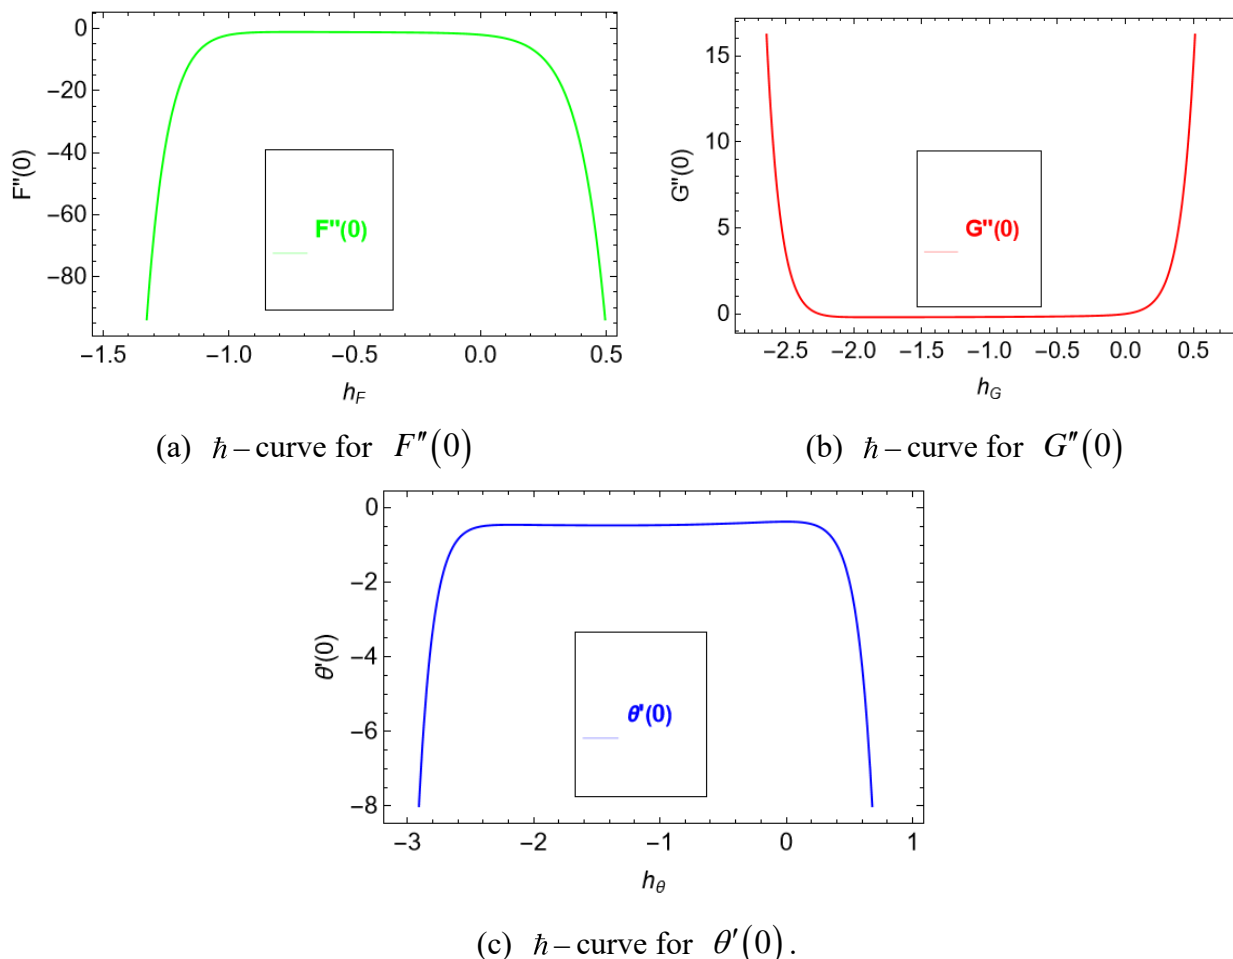 0
−20
−40
−60
−80
F''(0)
F''(0)
−1.5 −1.0 −0.5 0.0 0.5
h_F
(a) ℏ – curve for F″(0)
15
10
5
0
G''(0)
G''(0)
−2.5 −2.0 −1.5 −1.0 −0.5 0.0 0.5
h_G
(b) ℏ – curve for G″(0)
0
−2
−4
−6
−8
θ'(0)
θ'(0)
−3 −2 −1 0 1
h_θ
(c) ℏ – curve for θ′(0).